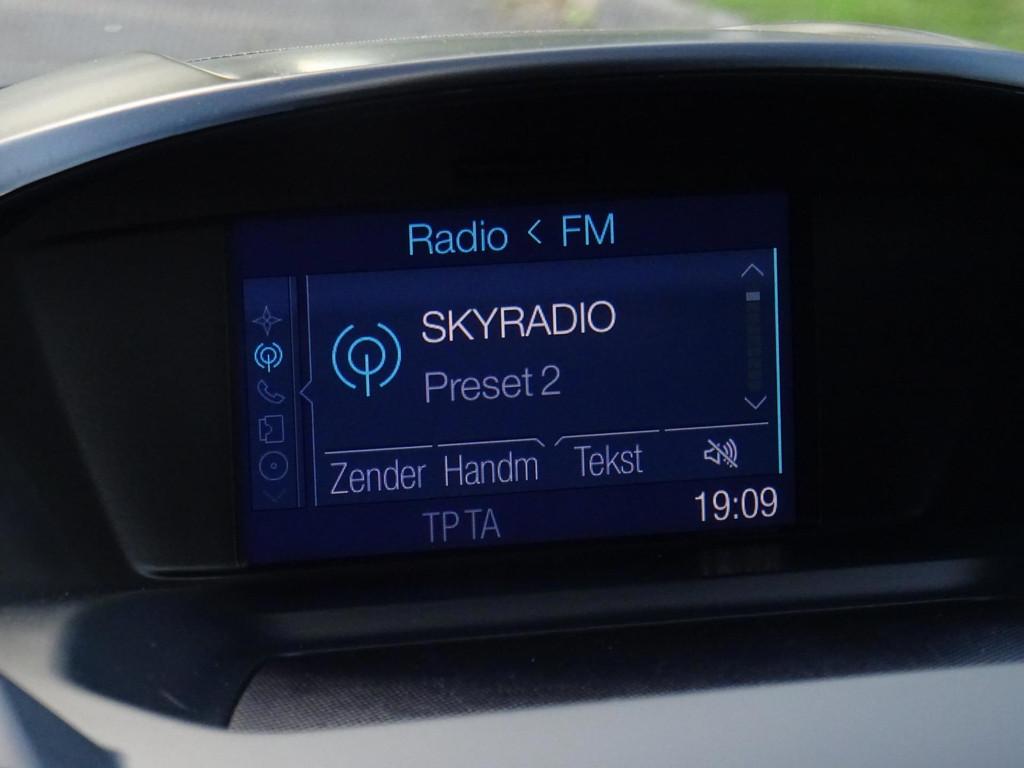 Radio < FM
SKYRADIO
Preset 2
Zender Handm Tekst
TP TA 19:09